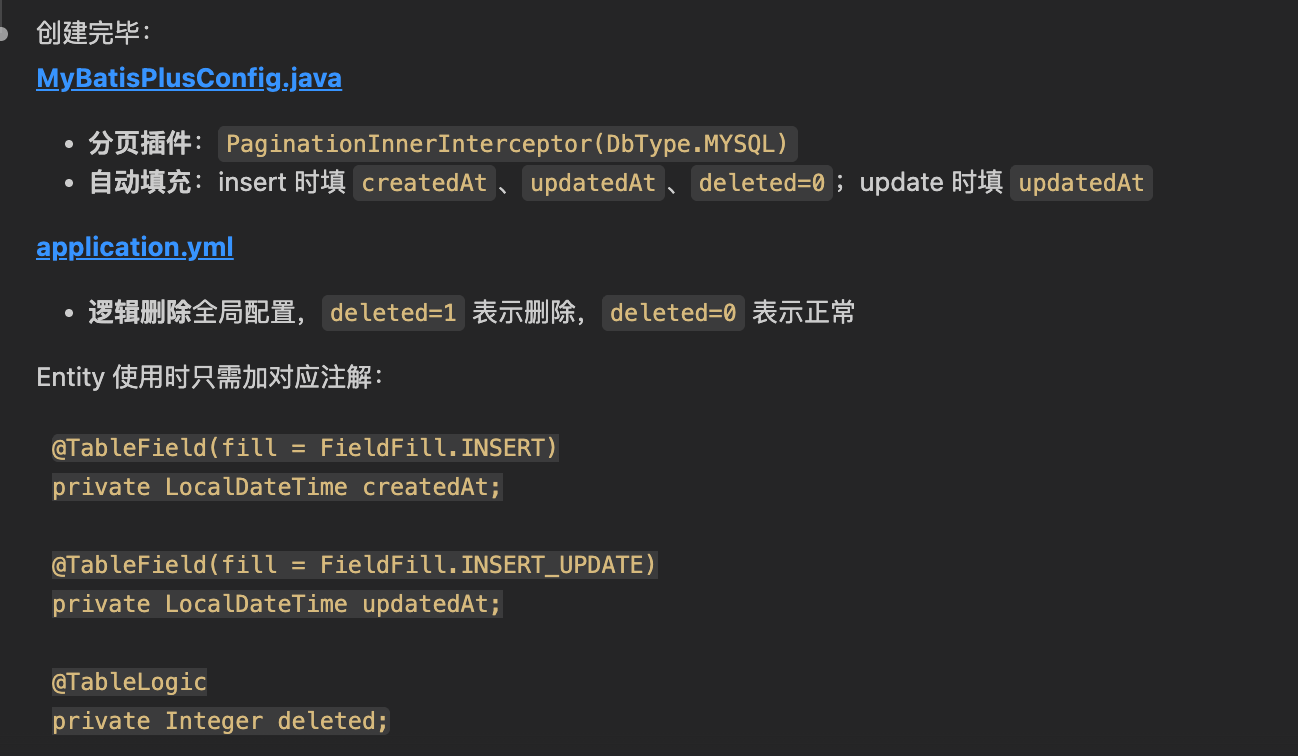 创建完毕：
MyBatisPlusConfig.java
• 分页插件： PaginationInnerInterceptor(DbType.MYSQL)
• 自动填充：insert 时填 createdAt、updatedAt、deleted=0；update 时填 updatedAt
application.yml
• 逻辑删除全局配置，deleted=1 表示删除，deleted=0 表示正常
Entity 使用时只需加对应注解：
@TableField(fill = FieldFill.INSERT)
private LocalDateTime createdAt;
@TableField(fill = FieldFill.INSERT_UPDATE)
private LocalDateTime updatedAt;
@TableLogic
private Integer deleted;